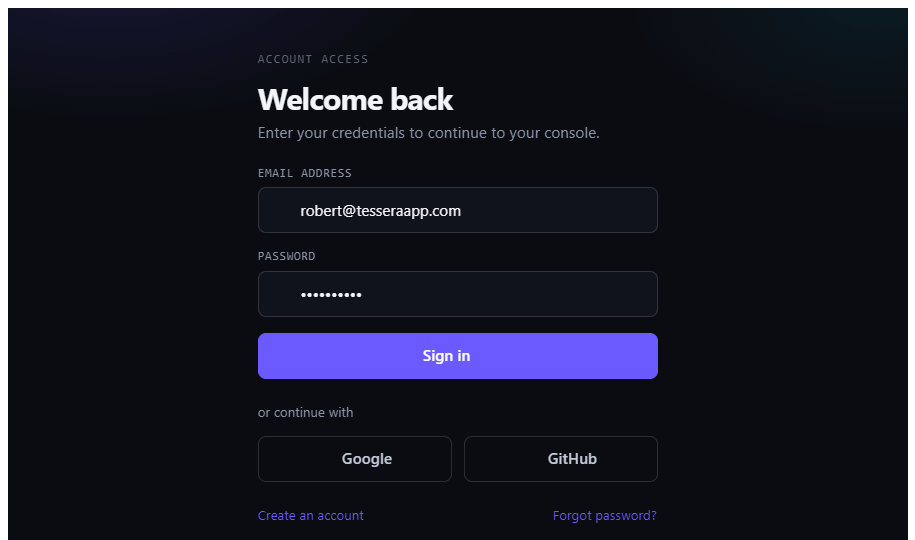 ACCOUNT ACCESS
Welcome back
Enter your credentials to continue to your console.
EMAIL ADDRESS
robert@tesseraapp.com
PASSWORD
••••••••••
Sign in
or continue with
Google GitHub
Create an account Forgot password?